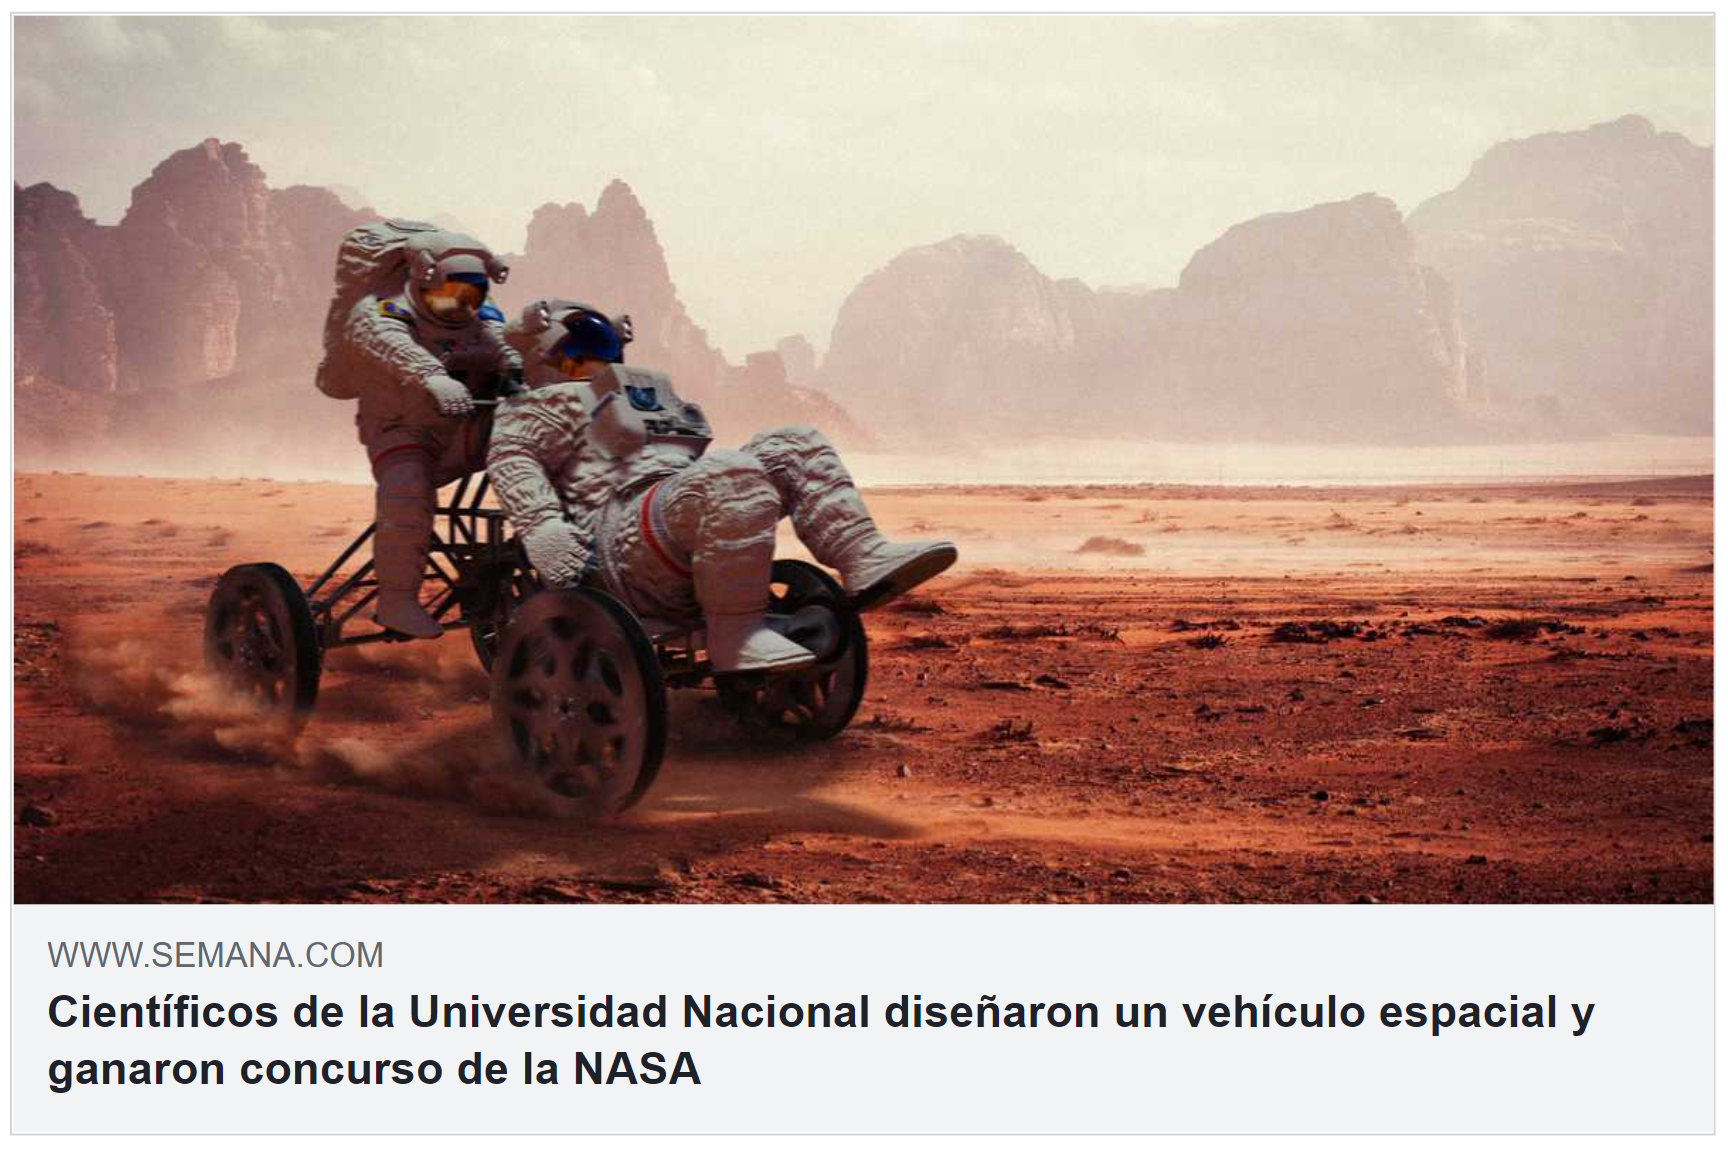 WWW.SEMANA.COM
Científicos de la Universidad Nacional diseñaron un vehículo espacial y
ganaron concurso de la NASA